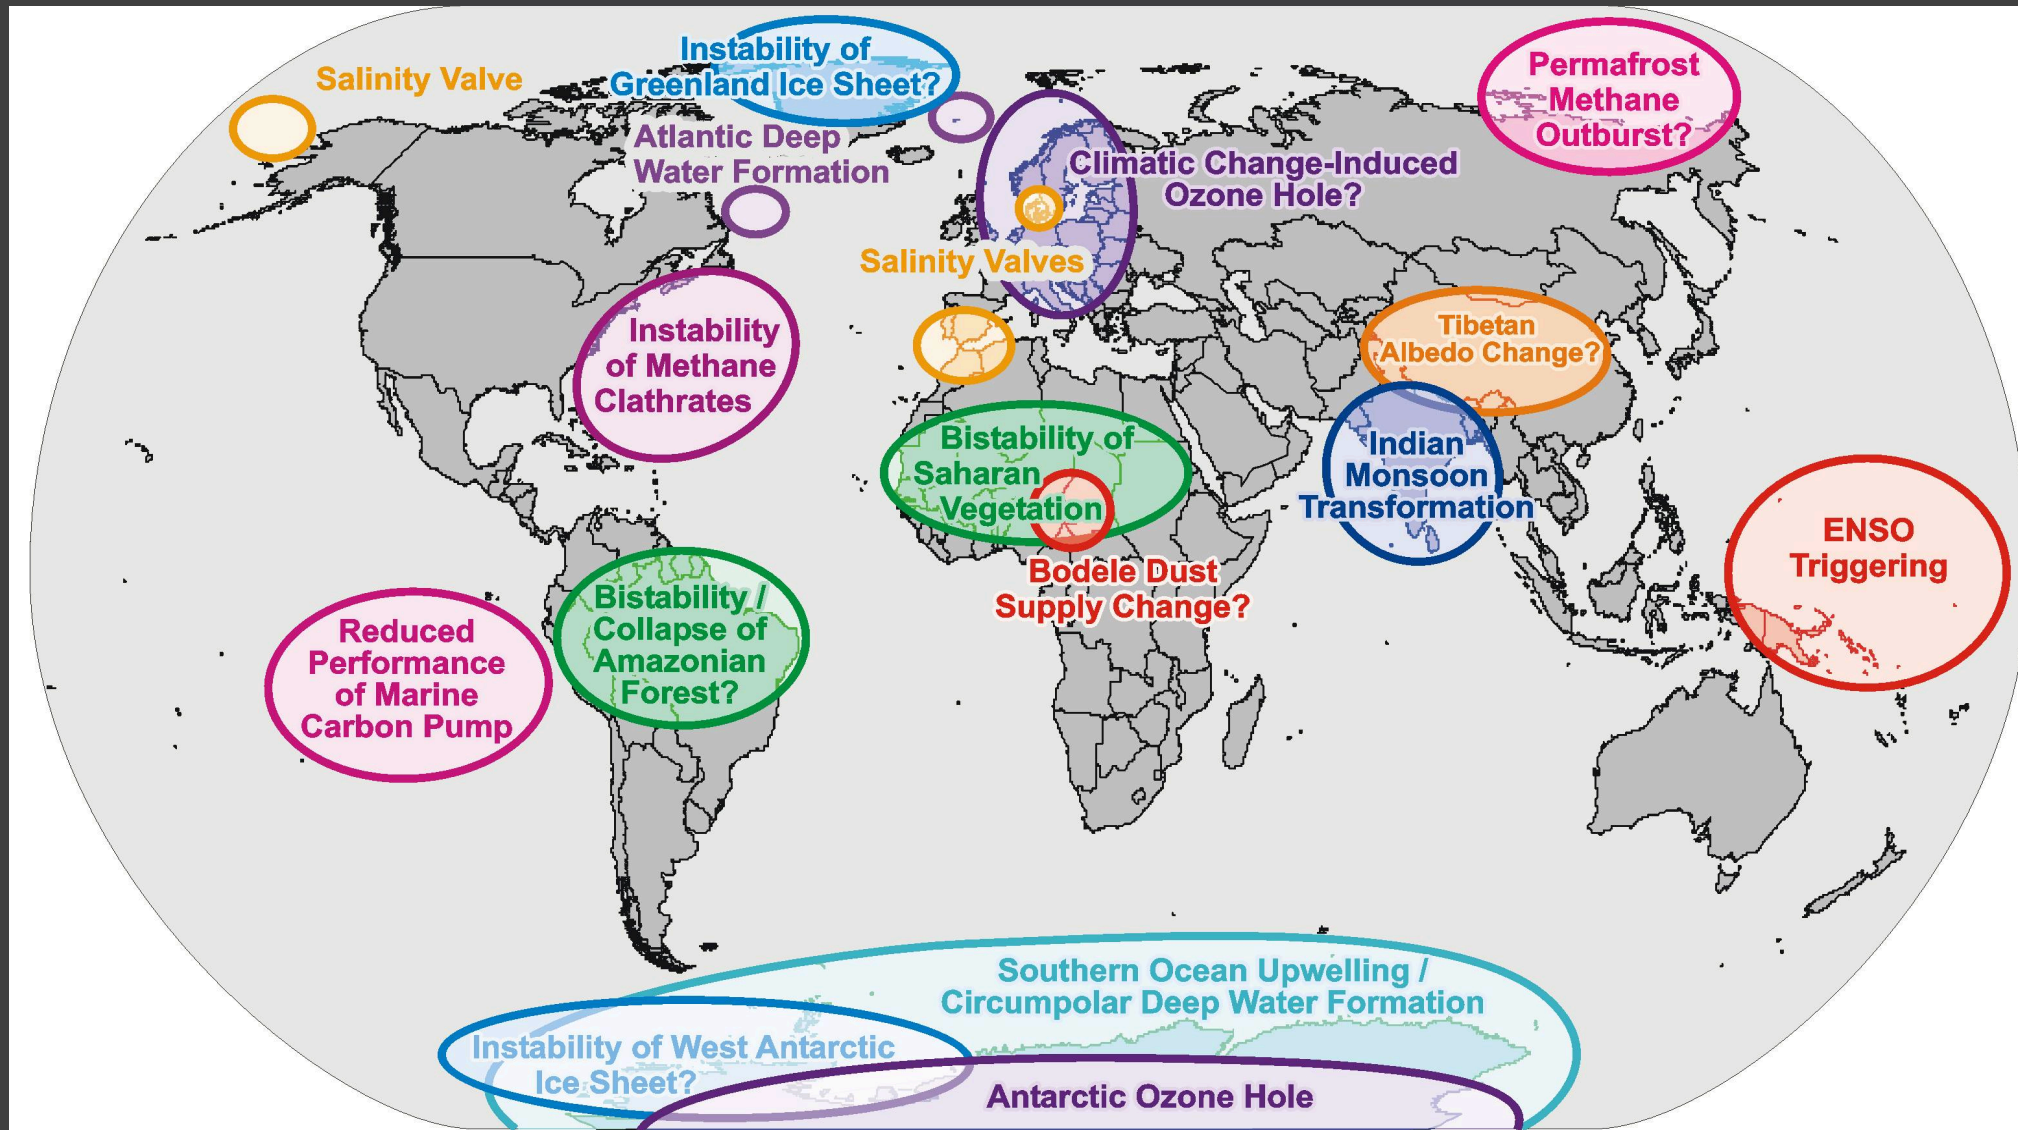 Salinity Valve
Instability of
Greenland Ice Sheet?
Permafrost
Methane
Outburst?
Atlantic Deep
Water Formation
Climatic Change-Induced
Ozone Hole?
Salinity Valves
Instability
of Methane
Clathrates
Tibetan
Albedo Change?
Bistability of
Saharan
Vegetation
Indian
Monsoon
Transformation
ENSO
Triggering
Bodele Dust
Supply Change?
Bistability /
Collapse of
Amazonian
Forest?
Reduced
Performance
of Marine
Carbon Pump
Southern Ocean Upwelling /
Circumpolar Deep Water Formation
Instability of West Antarctic
Ice Sheet?
Antarctic Ozone Hole